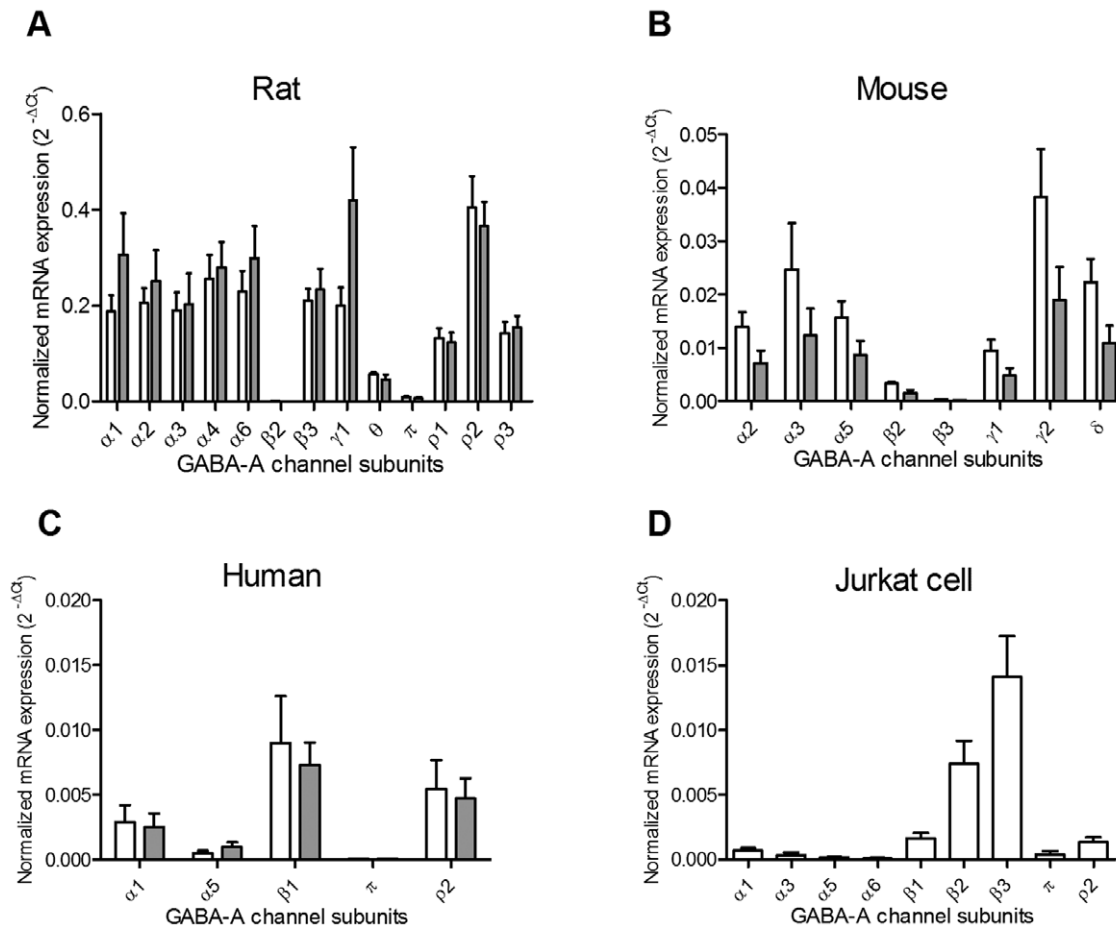 A
Rat
Normalized mRNA expression (2^-ΔCt)
0.6
0.4
0.2
0.0
α1 α2 α3 α4 α6 β2 β3 γ1 θ π ρ1 ρ2 ρ3
GABA-A channel subunits
B
Mouse
Normalized mRNA expression (2^-ΔCt)
0.05
0.04
0.03
0.02
0.01
0.00
α2 α3 α5 β2 β3 γ1 γ2 δ
GABA-A channel subunits
C
Human
Normalized mRNA expression (2^-ΔCt)
0.020
0.015
0.010
0.005
0.000
α1 α5 β1 π ρ2
GABA-A channel subunits
D
Jurkat cell
Normalized mRNA expression (2^-ΔCt)
0.020
0.015
0.010
0.005
0.000
α1 α3 α5 α6 β1 β2 β3 π ρ2
GABA-A channel subunits